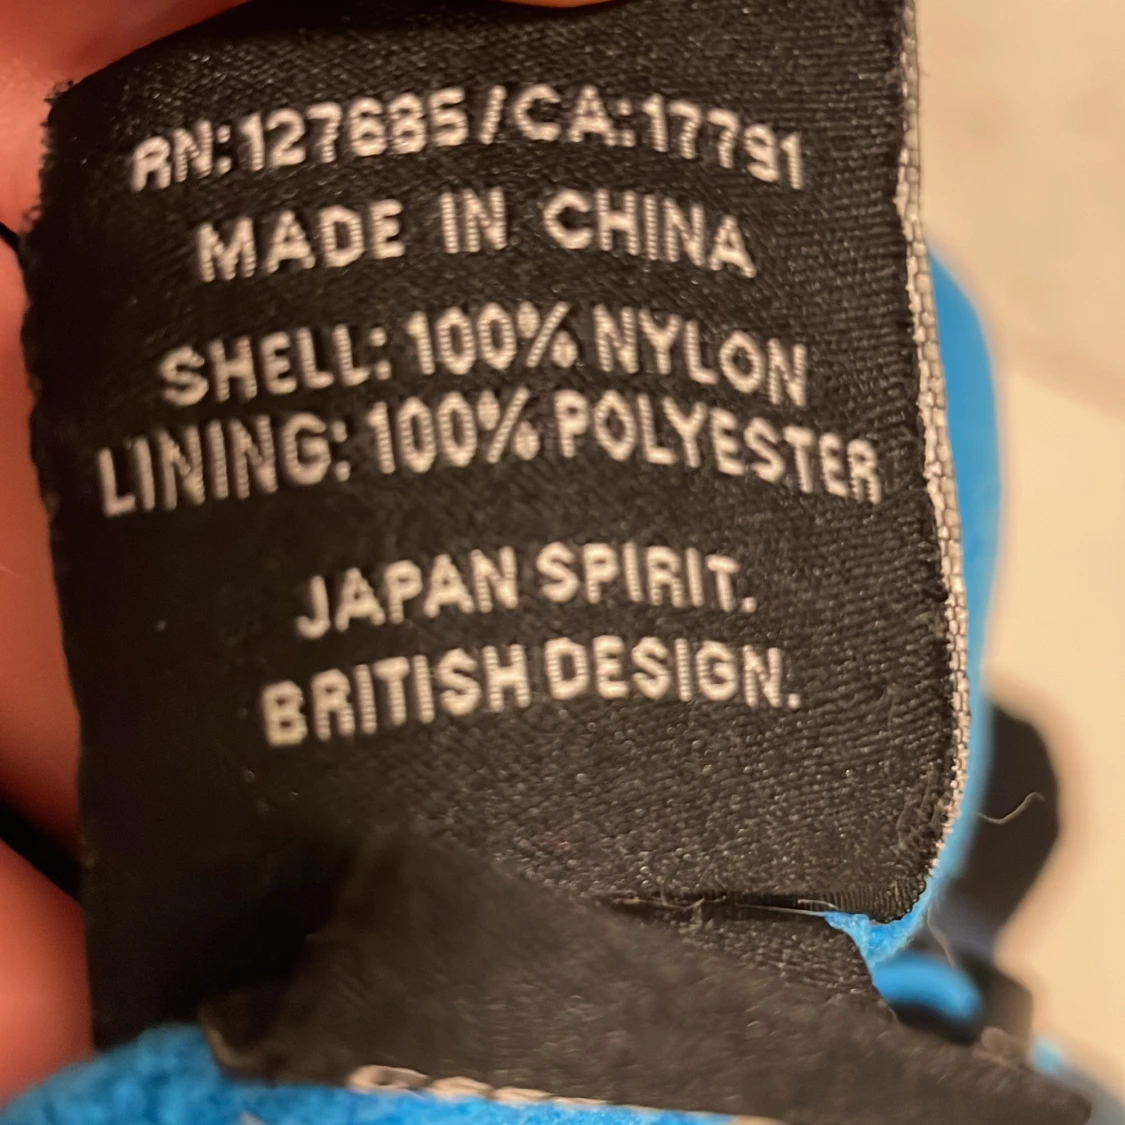 RN:127685/CA:17791
MADE IN CHINA
SHELL: 100% NYLON
LINING: 100% POLYESTER
JAPAN SPIRIT.
BRITISH DESIGN.